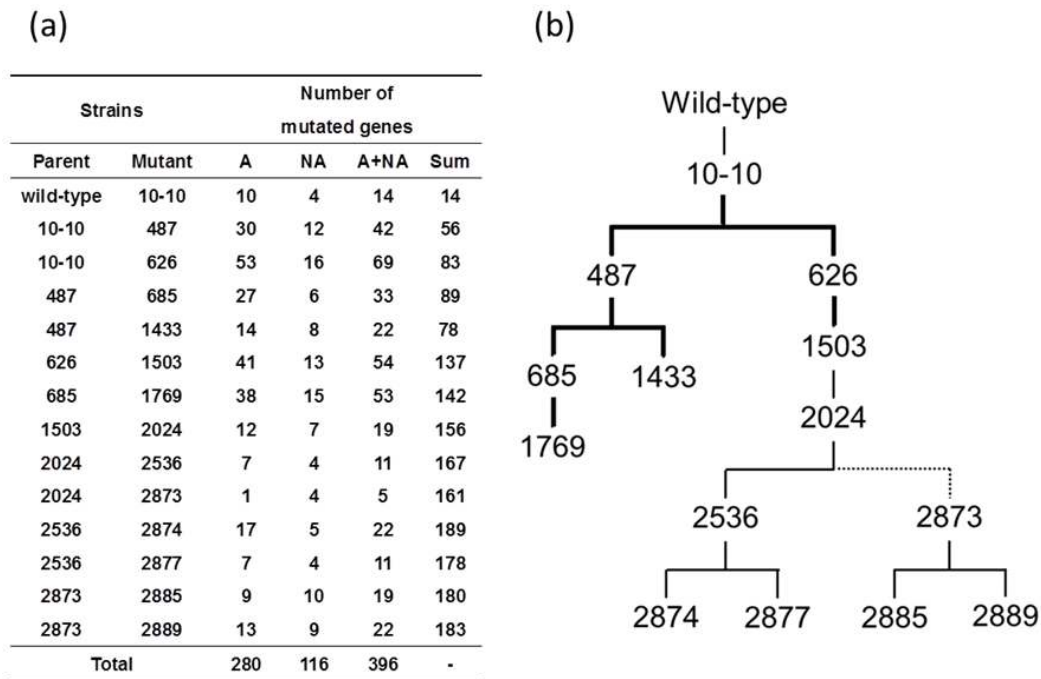 (a)
Strains Number of mutated genes
Parent Mutant A NA A+NA Sum
wild-type 10-10 10 4 14 14
10-10 487 30 12 42 56
10-10 626 53 16 69 83
487 685 27 6 33 89
487 1433 14 8 22 78
626 1503 41 13 54 137
685 1769 38 15 53 142
1503 2024 12 7 19 156
2024 2536 7 4 11 167
2024 2873 1 4 5 161
2536 2874 17 5 22 189
2536 2877 7 4 11 178
2873 2885 9 10 19 180
2873 2889 13 9 22 183
Total 280 116 396 -
(b)
Wild-type
10-10
487 626
1503
685 1433
2024
1769
2536 2873
2874 2877 2885 2889